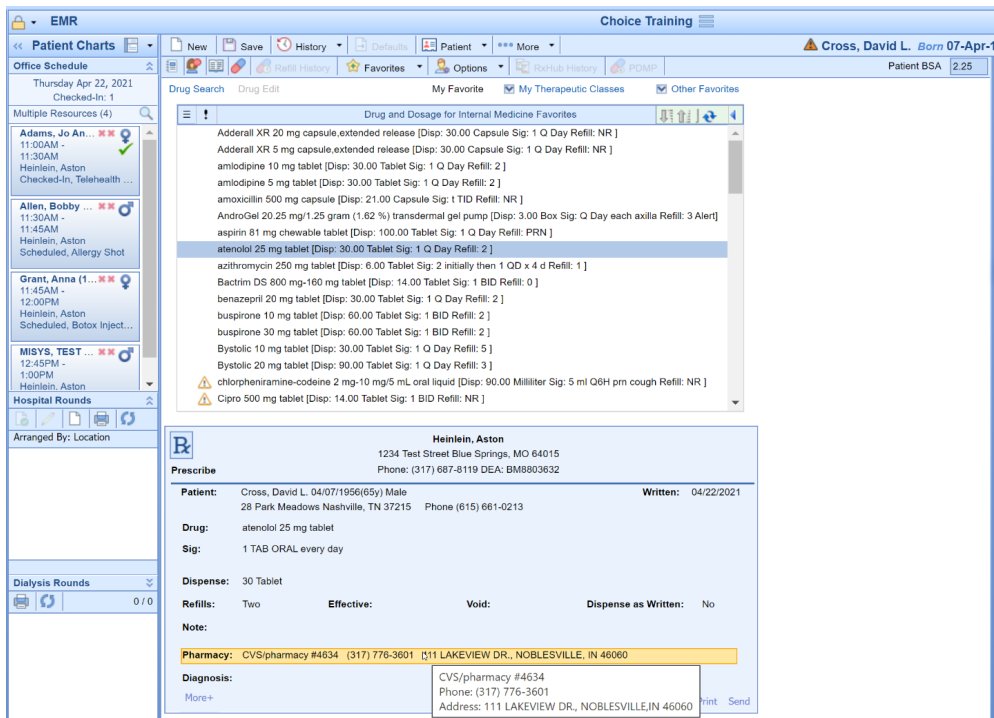 EMR
Choice Training
Patient Charts
New Save History Defaults Patient More
Cross, David L. Born 07-Apr-1
Office Schedule
Refill History Favorites Options RxHub History PDMP
Patient BSA 2.25
Thursday Apr 22, 2021
Checked-In: 1
Drug Search Drug Edit My Favorite My Therapeutic Classes Other Favorites
Multiple Resources (4)
Drug and Dosage for Internal Medicine Favorites
Adams, Jo An...
11:00AM -
11:30AM
Heinlein, Aston
Checked-In, Telehealth ...
Allen, Bobby ...
11:30AM -
11:45AM
Heinlein, Aston
Scheduled, Allergy Shot
Grant, Anna (1...
11:45AM -
12:00PM
Heinlein, Aston
Scheduled, Botox Inject...
MISYS, TEST ...
12:45PM -
1:00PM
Heinlein, Aston
Hospital Rounds
Arranged By: Location
Dialysis Rounds
0 / 0
Adderall XR 20 mg capsule,extended release [Disp: 30.00 Capsule Sig: 1 Q Day Refill: NR ]
Adderall XR 5 mg capsule,extended release [Disp: 30.00 Capsule Sig: 1 Q Day Refill: NR ]
amlodipine 10 mg tablet [Disp: 30.00 Tablet Sig: 1 Q Day Refill: 2 ]
amlodipine 5 mg tablet [Disp: 30.00 Tablet Sig: 1 Q Day Refill: 2 ]
amoxicillin 500 mg capsule [Disp: 21.00 Capsule Sig: t TID Refill: NR ]
AndroGel 20.25 mg/1.25 gram (1.62 %) transdermal gel pump [Disp: 3.00 Box Sig: Q Day each axilla Refill: 3 Alert]
aspirin 81 mg chewable tablet [Disp: 100.00 Tablet Sig: 1 Q Day Refill: PRN ]
atenolol 25 mg tablet [Disp: 30.00 Tablet Sig: 1 Q Day Refill: 2 ]
azithromycin 250 mg tablet [Disp: 6.00 Tablet Sig: 2 initially then 1 QD x 4 d Refill: 1 ]
Bactrim DS 800 mg-160 mg tablet [Disp: 14.00 Tablet Sig: 1 BID Refill: 0 ]
benazepril 20 mg tablet [Disp: 30.00 Tablet Sig: 1 Q Day Refill: 2 ]
buspirone 10 mg tablet [Disp: 60.00 Tablet Sig: 1 BID Refill: 2 ]
buspirone 30 mg tablet [Disp: 60.00 Tablet Sig: 1 BID Refill: 2 ]
Bystolic 10 mg tablet [Disp: 30.00 Tablet Sig: 1 Q Day Refill: 5 ]
Bystolic 20 mg tablet [Disp: 90.00 Tablet Sig: 1 Q Day Refill: 3 ]
chlorpheniramine-codeine 2 mg-10 mg/5 mL oral liquid [Disp: 90.00 Milliliter Sig: 5 ml Q6H prn cough Refill: NR ]
Cipro 500 mg tablet [Disp: 14.00 Tablet Sig: 1 BID Refill: NR ]
Rx
Prescribe
Heinlein, Aston
1234 Test Street Blue Springs, MO 64015
Phone: (317) 687-8119 DEA: BM8803632
Patient: Cross, David L. 04/07/1956(65y) Male Written: 04/22/2021
28 Park Meadows Nashville, TN 37215 Phone (615) 661-0213
Drug: atenolol 25 mg tablet
Sig: 1 TAB ORAL every day
Dispense: 30 Tablet
Refills: Two Effective: Void: Dispense as Written: No
Note:
Pharmacy: CVS/pharmacy #4634 (317) 776-3601 111 LAKEVIEW DR., NOBLESVILLE, IN 46060
Diagnosis:
More+ Print Send
CVS/pharmacy #4634
Phone: (317) 776-3601
Address: 111 LAKEVIEW DR., NOBLESVILLE,IN 46060